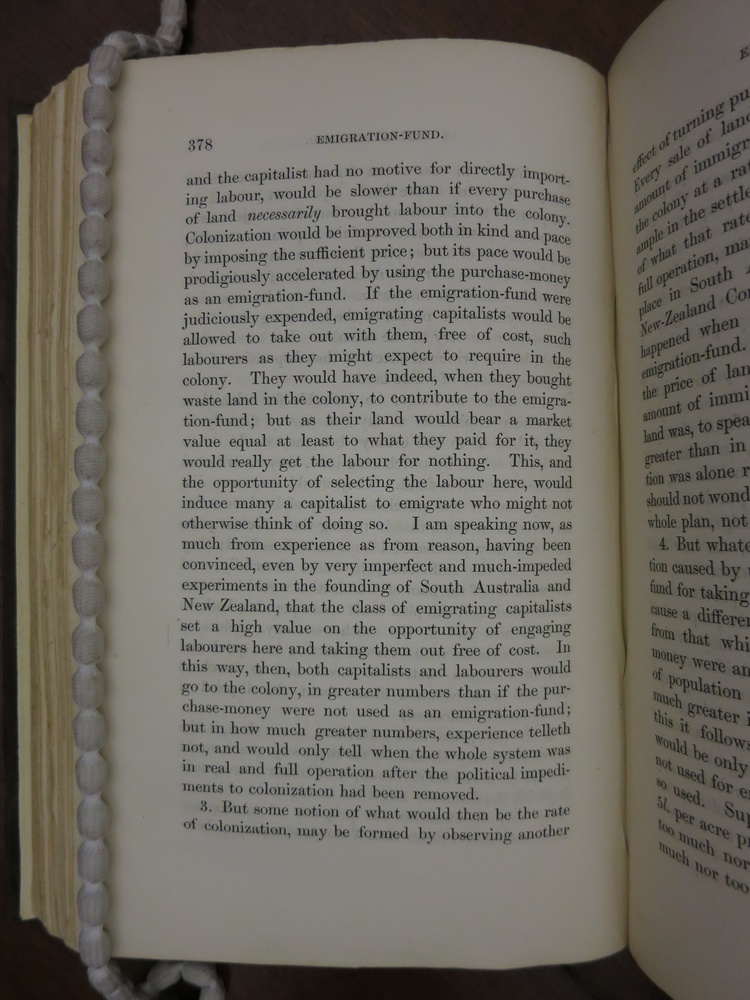 378
EMIGRATION-FUND.
and the capitalist had no motive for directly import-
ing labour, would be slower than if every purchase
of land necessarily brought labour into the colony.
Colonization would be improved both in kind and pace
by imposing the sufficient price; but its pace would be
prodigiously accelerated by using the purchase-money
as an emigration-fund. If the emigration-fund were
judiciously expended, emigrating capitalists would be
allowed to take out with them, free of cost, such
labourers as they might expect to require in the
colony. They would have indeed, when they bought
waste land in the colony, to contribute to the emigra-
tion-fund; but as their land would bear a market
value equal at least to what they paid for it, they
would really get the labour for nothing. This, and
the opportunity of selecting the labour here, would
induce many a capitalist to emigrate who might not
otherwise think of doing so. I am speaking now, as
much from experience as from reason, having been
convinced, even by very imperfect and much-impeded
experiments in the founding of South Australia and
New Zealand, that the class of emigrating capitalists
set a high value on the opportunity of engaging
labourers here and taking them out free of cost. In
this way, then, both capitalists and labourers would
go to the colony, in greater numbers than if the pur-
chase-money were not used as an emigration-fund;
but in how much greater numbers, experience telleth
not, and would only tell when the whole system was
in real and full operation after the political impedi-
ments to colonization had been removed.
3. But some notion of what would then be the rate
of colonization, may be formed by observing another
E
effect of turning pu
Every sale of land
amount of immigr
the colony at a rat
ample in the settle
of what that rate
full operation, ma
place in South A
New-Zealand Co
happened when
emigration-fund.
the price of lan
amount of immi
land was, to spea
greater than in
tion was alone r
should not wond
whole plan, not
4. But whate
tion caused by
fund for taking
cause a differen
from that whi
money were an
of population
much greater i
this it follows
would be only
not used for e
so used. Sup
5l. per acre p
too much nor
much nor too